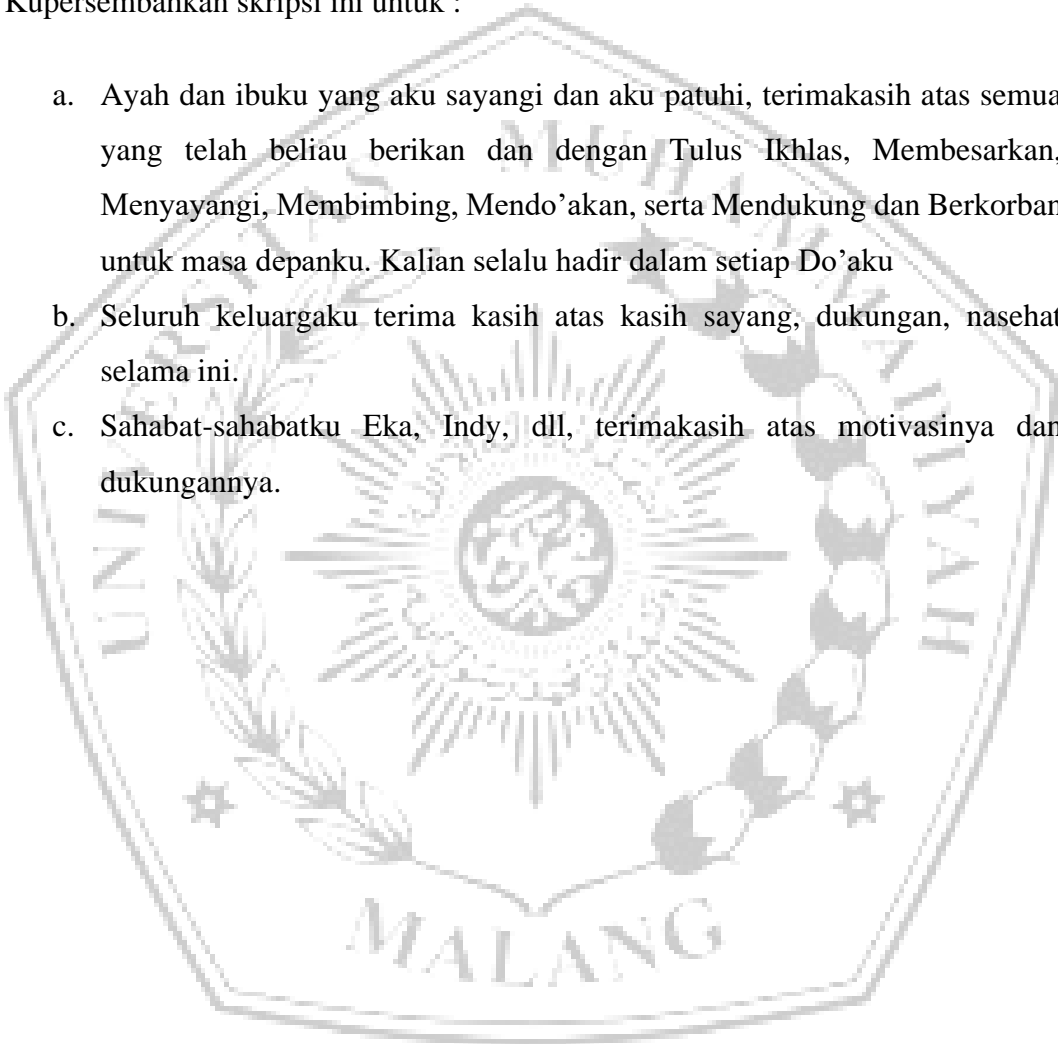 Kupersembahkan skripsi ini untuk :
a. Ayah dan ibuku yang aku sayangi dan aku patuhi, terimakasih atas semua
yang telah beliau berikan dan dengan Tulus Ikhlas, Membesarkan,
Menyayangi, Membimbing, Mendo’akan, serta Mendukung dan Berkorban
untuk masa depanku. Kalian selalu hadir dalam setiap Do’aku
b. Seluruh keluargaku terima kasih atas kasih sayang, dukungan, nasehat
selama ini.
c. Sahabat-sahabatku Eka, Indy, dll, terimakasih atas motivasinya dan
dukungannya.
UNIVERSITAS MUHAMMADIYAH
MALANG